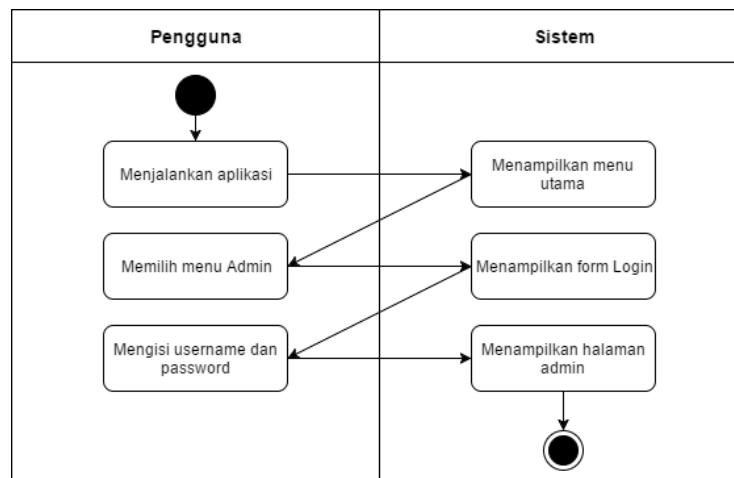 Pengguna
Sistem
Menjalankan aplikasi
Menampilkan menu
utama
Memilih menu Admin
Menampilkan form Login
Mengisi username dan
password
Menampilkan halaman
admin